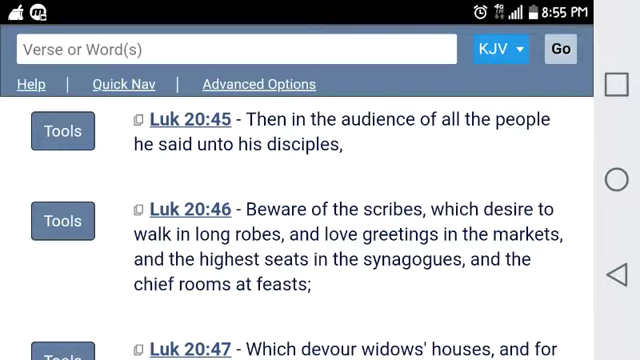 8:55 PM
Verse or Word(s)
KJV
Go
Help | Quick Nav | Advanced Options
Tools
Luk 20:45 - Then in the audience of all the people
he said unto his disciples,
Tools
Luk 20:46 - Beware of the scribes, which desire to
walk in long robes, and love greetings in the markets,
and the highest seats in the synagogues, and the
chief rooms at feasts;
Tools
Luk 20:47 - Which devour widows' houses, and for